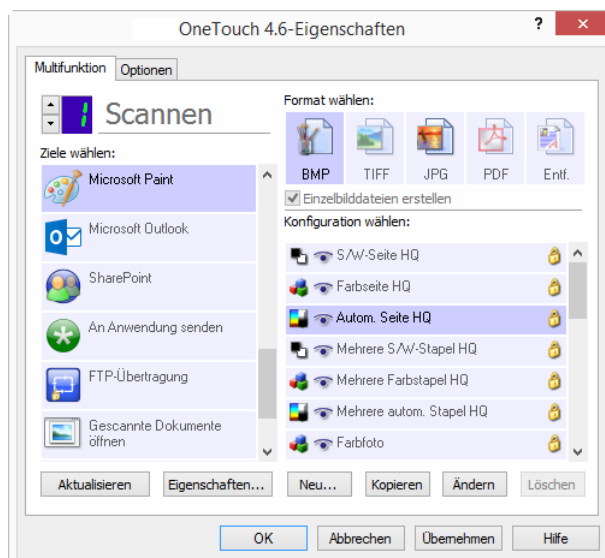 OneTouch 4.6-Eigenschaften
?
Multifunktion
Optionen
1
Scannen
Ziele wählen:
Microsoft Paint
Microsoft Outlook
SharePoint
An Anwendung senden
FTP-Übertragung
Gescannte Dokumente
öffnen
Format wählen:
BMP
TIFF
JPG
PDF
Entf.
Einzelbilddateien erstellen
Konfiguration wählen:
S/W-Seite HQ
Farbseite HQ
Autom. Seite HQ
Mehrere S/W-Stapel HQ
Mehrere Farbstapel HQ
Mehrere autom. Stapel HQ
Farbfoto
Aktualisieren
Eigenschaften...
Neu...
Kopieren
Ändern
Löschen
OK
Abbrechen
Übernehmen
Hilfe